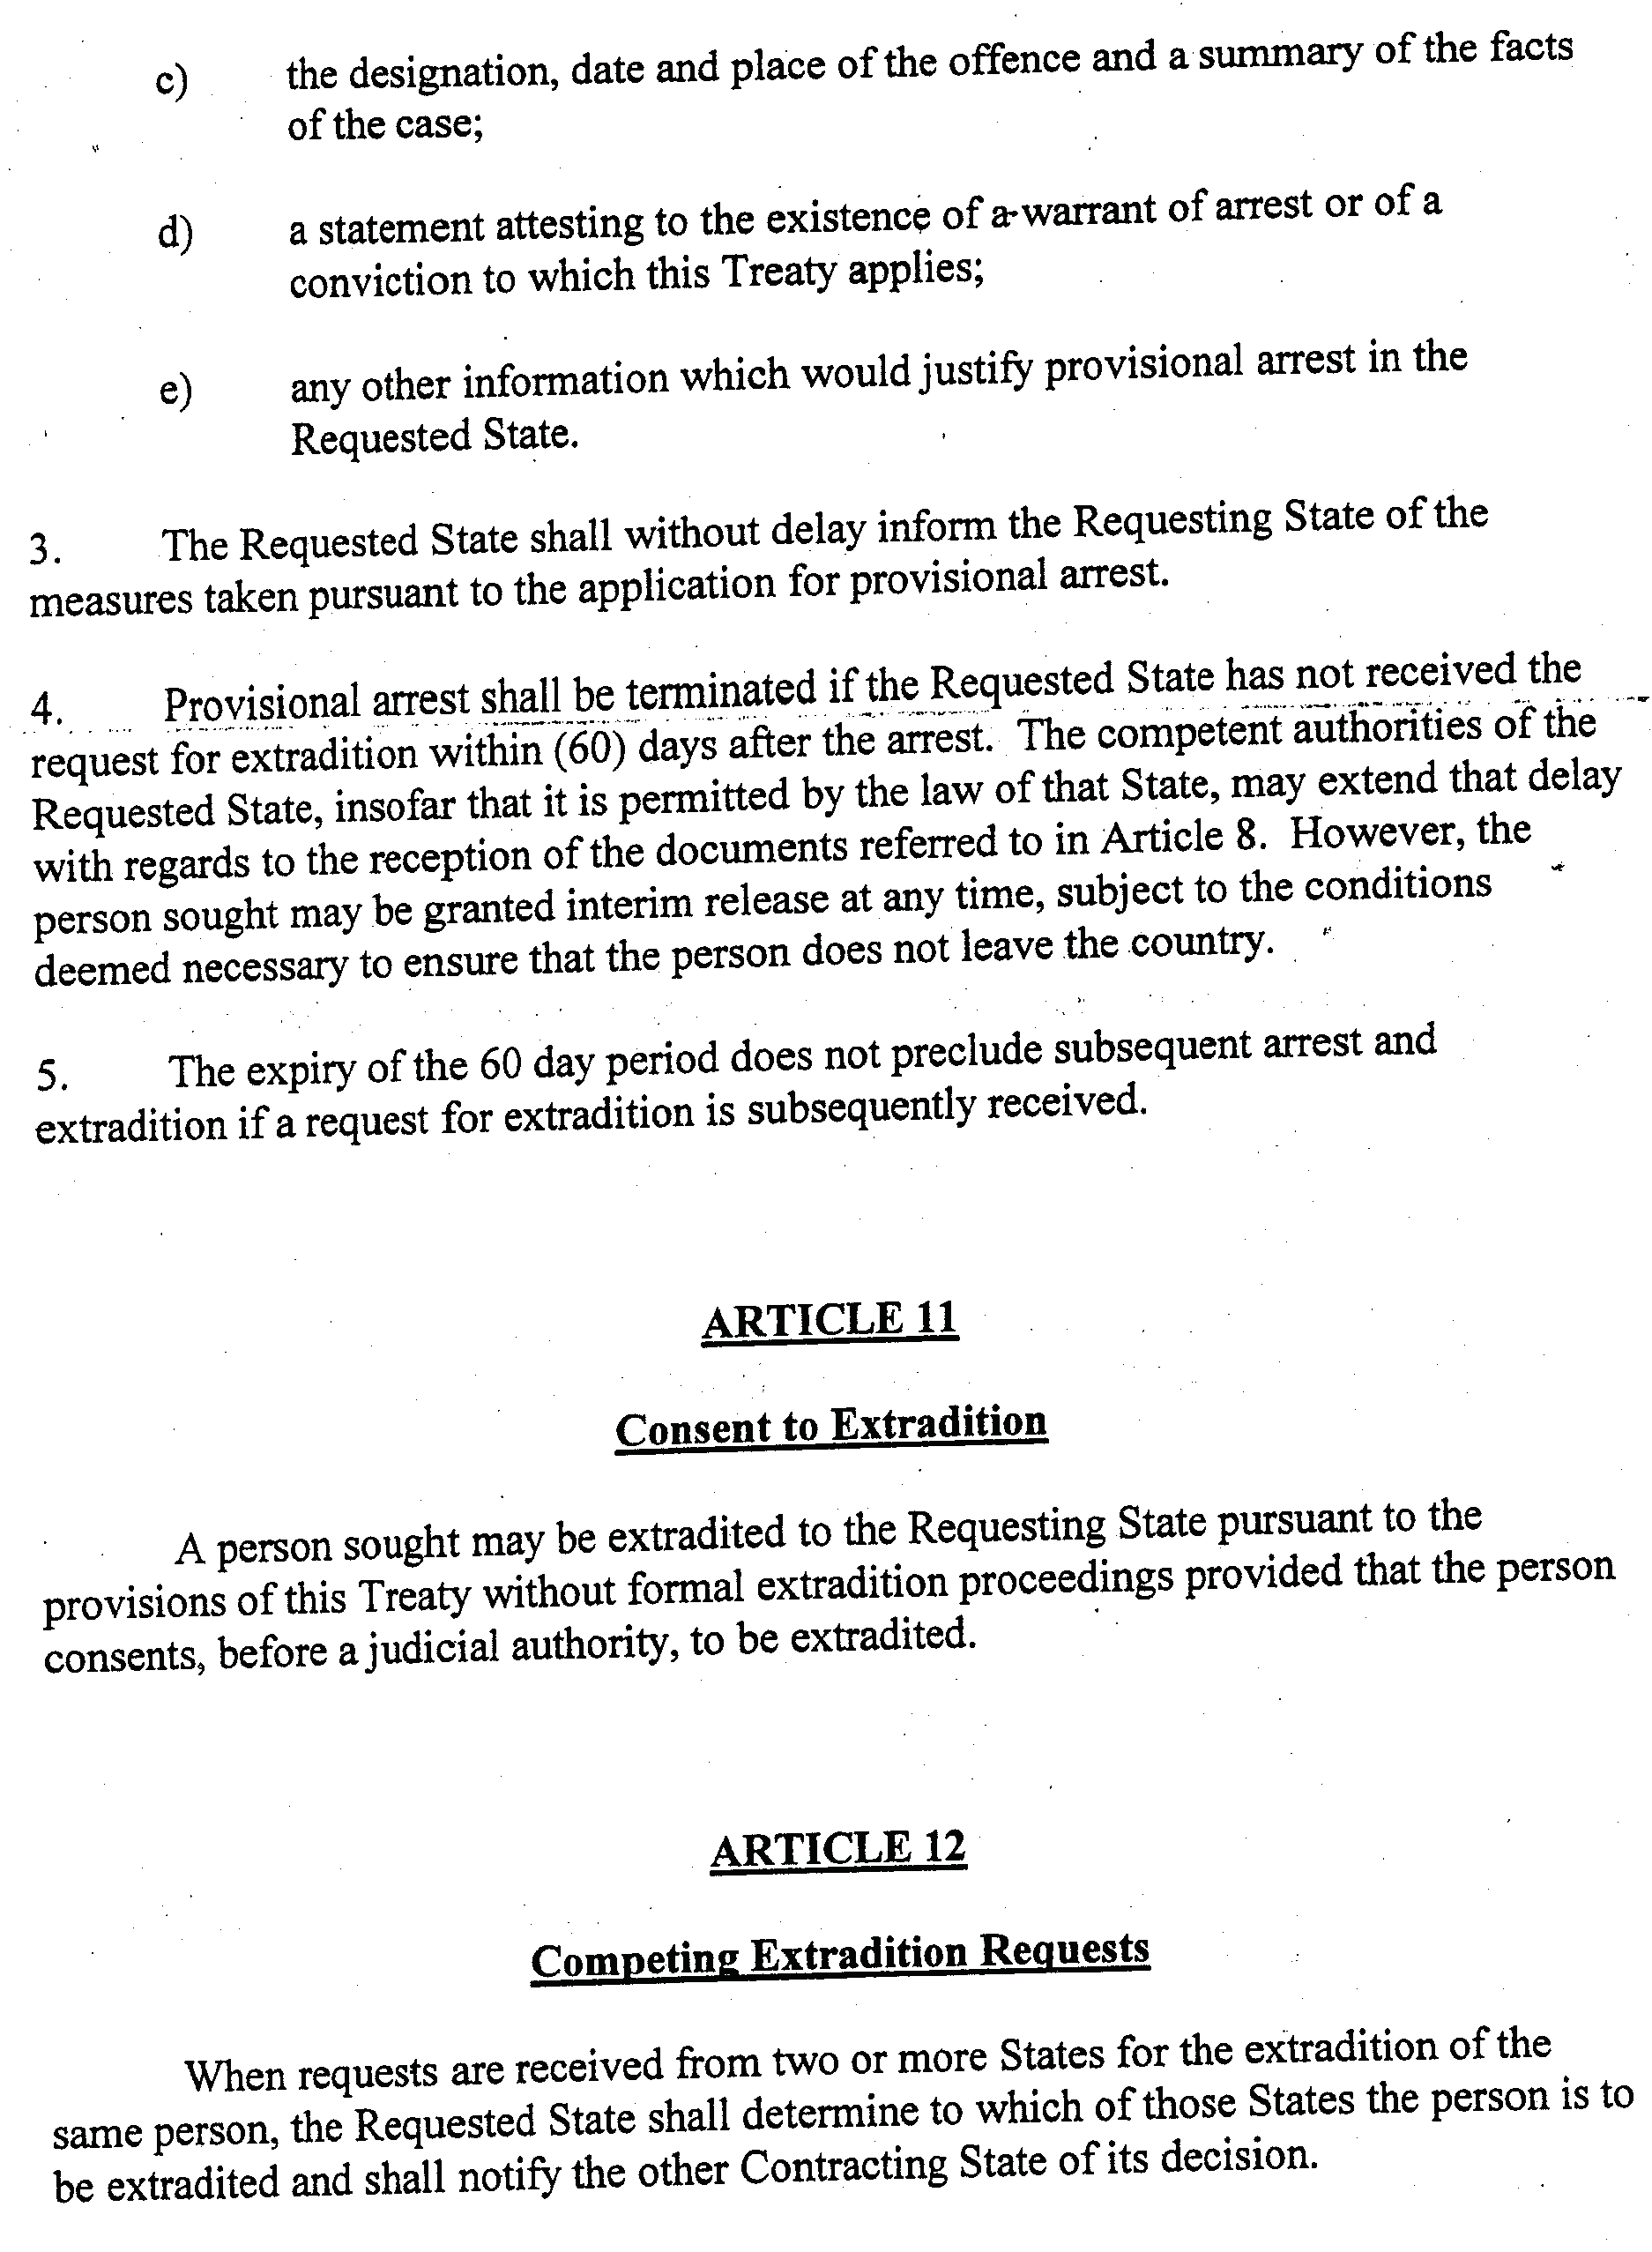 c) the designation, date and place of the offence and a summary of the facts
of the case;
d) a statement attesting to the existence of a warrant of arrest or of a
conviction to which this Treaty applies;
e) any other information which would justify provisional arrest in the
Requested State.
3. The Requested State shall without delay inform the Requesting State of the
measures taken pursuant to the application for provisional arrest.
4. Provisional arrest shall be terminated if the Requested State has not received the
request for extradition within (60) days after the arrest. The competent authorities of the
Requested State, insofar that it is permitted by the law of that State, may extend that delay
with regards to the reception of the documents referred to in Article 8. However, the
person sought may be granted interim release at any time, subject to the conditions
deemed necessary to ensure that the person does not leave the country.
5. The expiry of the 60 day period does not preclude subsequent arrest and
extradition if a request for extradition is subsequently received.
ARTICLE 11
Consent to Extradition
A person sought may be extradited to the Requesting State pursuant to the
provisions of this Treaty without formal extradition proceedings provided that the person
consents, before a judicial authority, to be extradited.
ARTICLE 12
Competing Extradition Requests
When requests are received from two or more States for the extradition of the
same person, the Requested State shall determine to which of those States the person is to
be extradited and shall notify the other Contracting State of its decision.